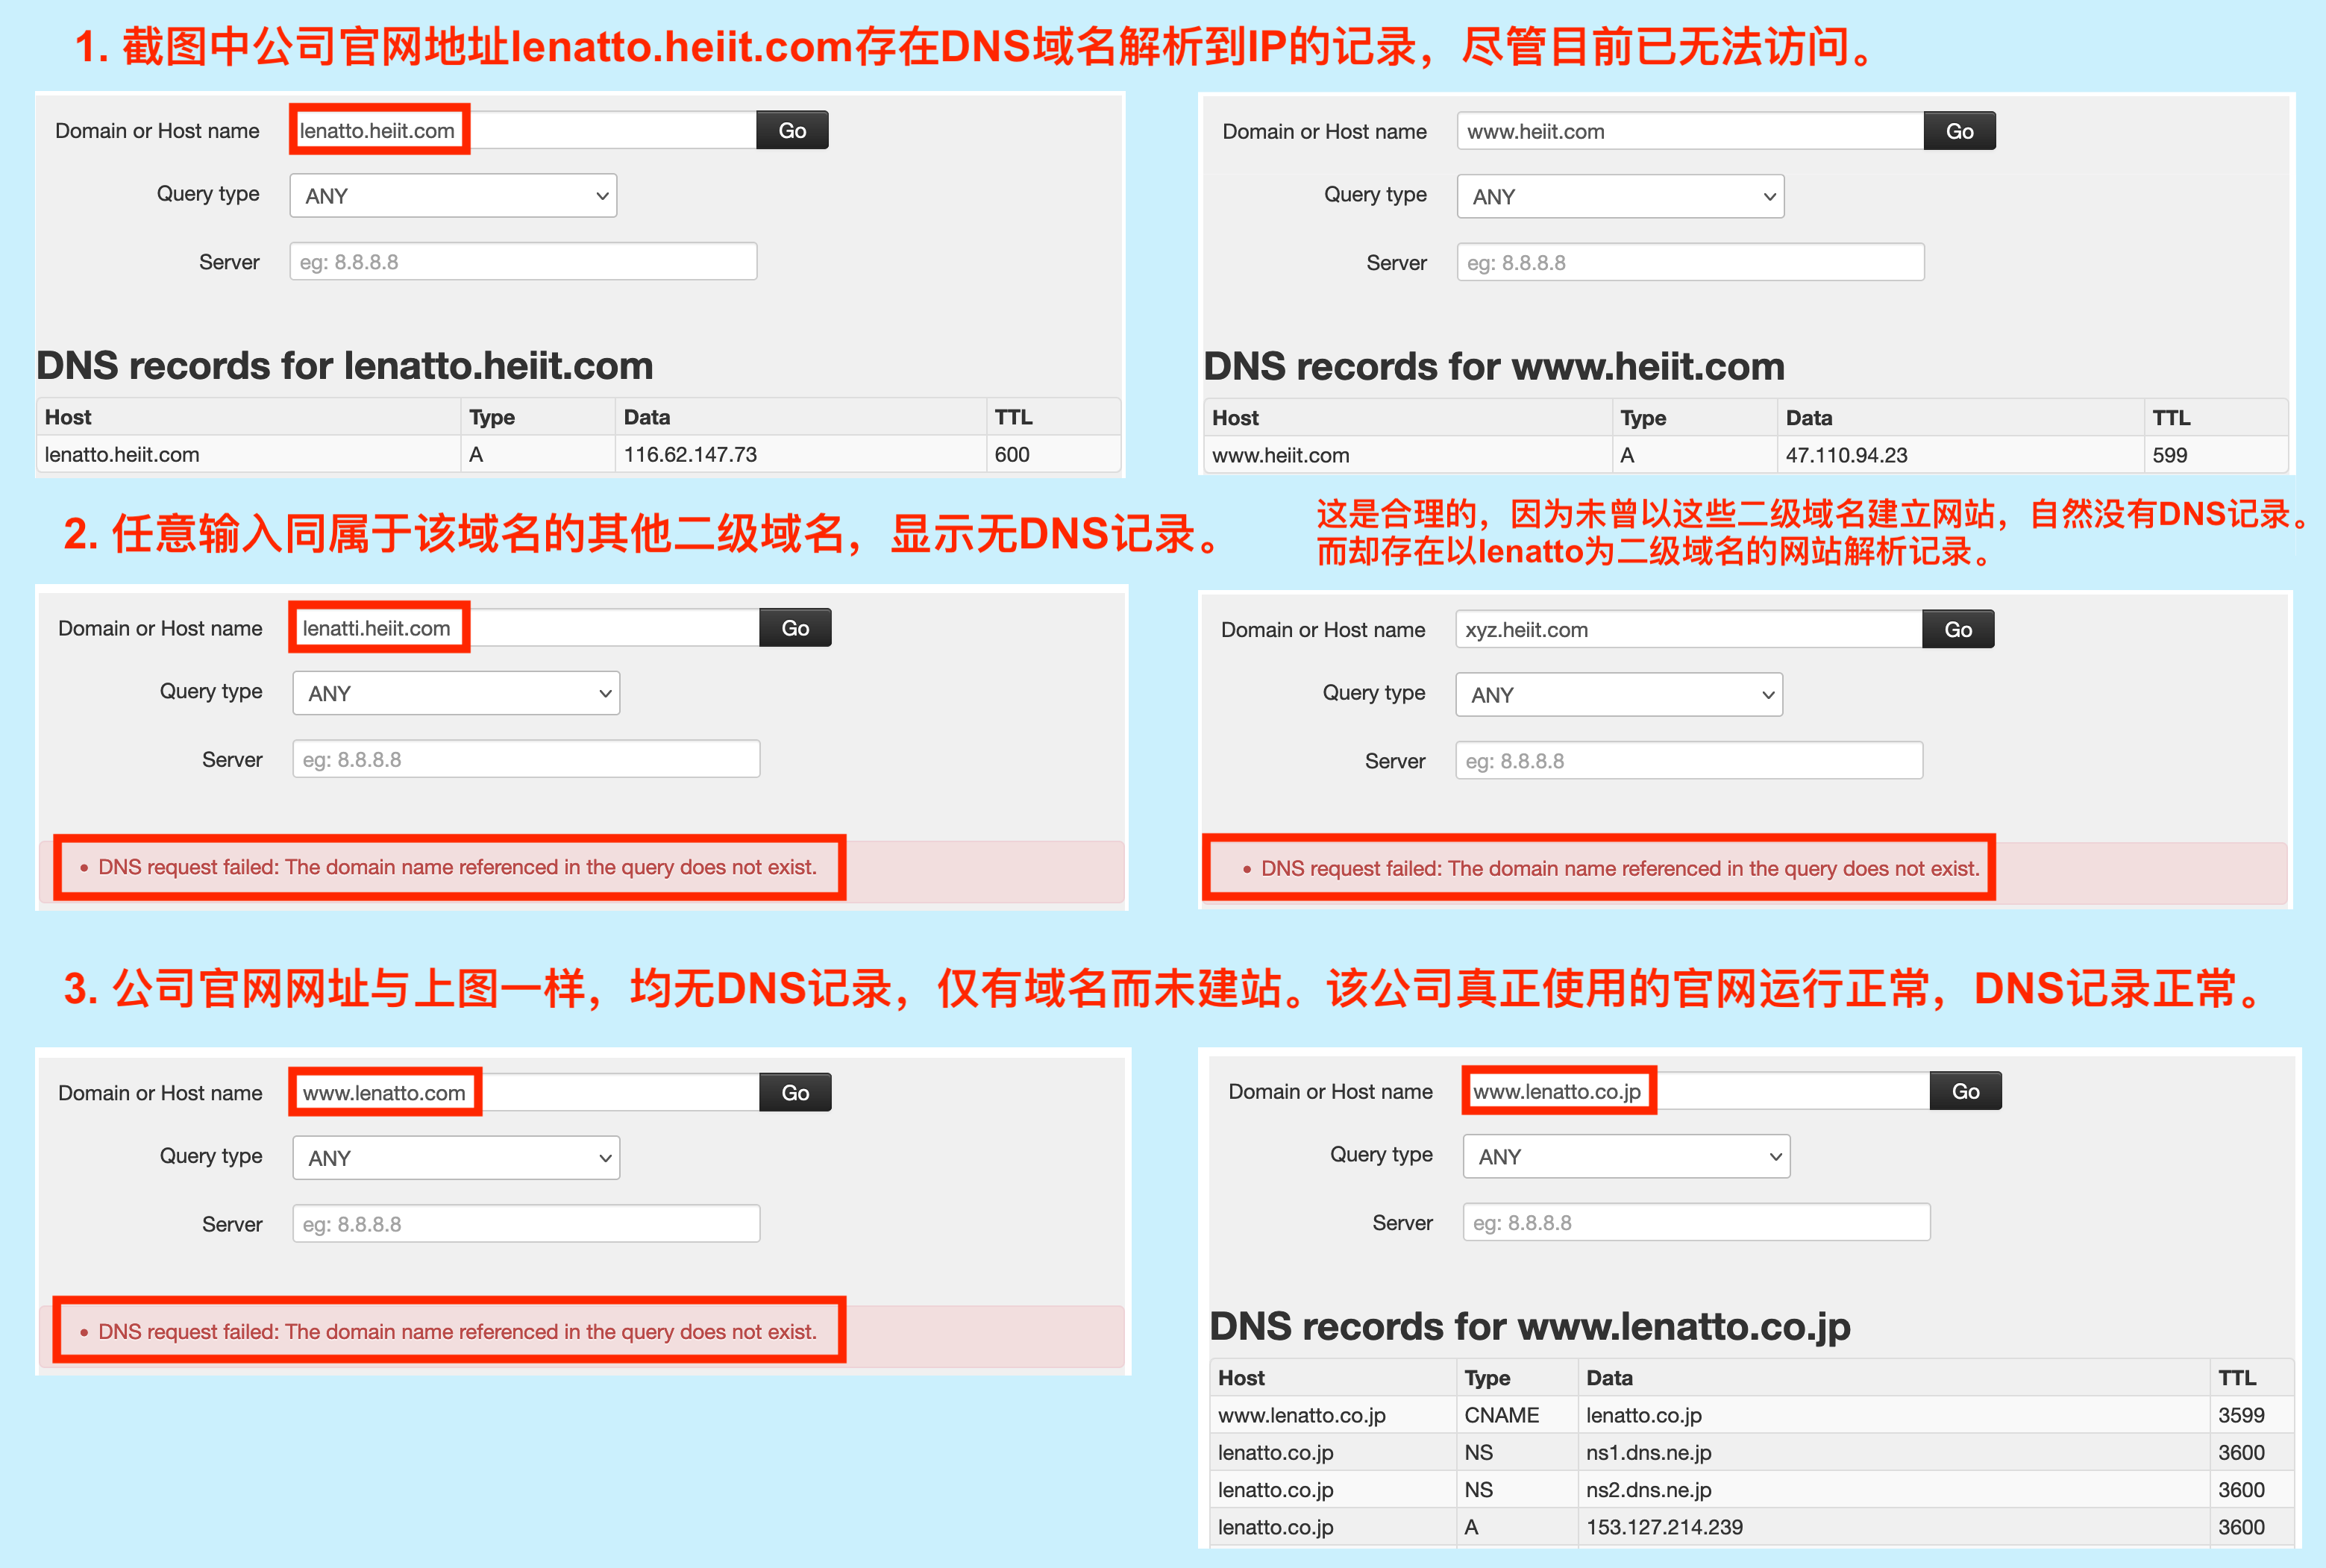 1. 截图中公司官网地址lenatto.heiit.com存在DNS域名解析到IP的记录，尽管目前已无法访问。
Domain or Host name lenatto.heiit.com Go
Query type ANY
Server eg: 8.8.8.8
DNS records for lenatto.heiit.com
Host Type Data TTL
lenatto.heiit.com A 116.62.147.73 600
Domain or Host name www.heiit.com Go
Query type ANY
Server eg: 8.8.8.8
DNS records for www.heiit.com
Host Type Data TTL
www.heiit.com A 47.110.94.23 599
2. 任意输入同属于该域名的其他二级域名，显示无DNS记录。
这是合理的，因为未曾以这些二级域名建立网站，自然没有DNS记录。
而却存在以lenatto为二级域名的网站解析记录。
Domain or Host name lenatti.heiit.com Go
Query type ANY
Server eg: 8.8.8.8
• DNS request failed: The domain name referenced in the query does not exist.
Domain or Host name xyz.heiit.com Go
Query type ANY
Server eg: 8.8.8.8
• DNS request failed: The domain name referenced in the query does not exist.
3. 公司官网网址与上图一样，均无DNS记录，仅有域名而未建站。该公司真正使用的官网运行正常，DNS记录正常。
Domain or Host name www.lenatto.com Go
Query type ANY
Server eg: 8.8.8.8
• DNS request failed: The domain name referenced in the query does not exist.
Domain or Host name www.lenatto.co.jp Go
Query type ANY
Server eg: 8.8.8.8
DNS records for www.lenatto.co.jp
Host Type Data TTL
www.lenatto.co.jp CNAME lenatto.co.jp 3599
lenatto.co.jp NS ns1.dns.ne.jp 3600
lenatto.co.jp NS ns2.dns.ne.jp 3600
lenatto.co.jp A 153.127.214.239 3600